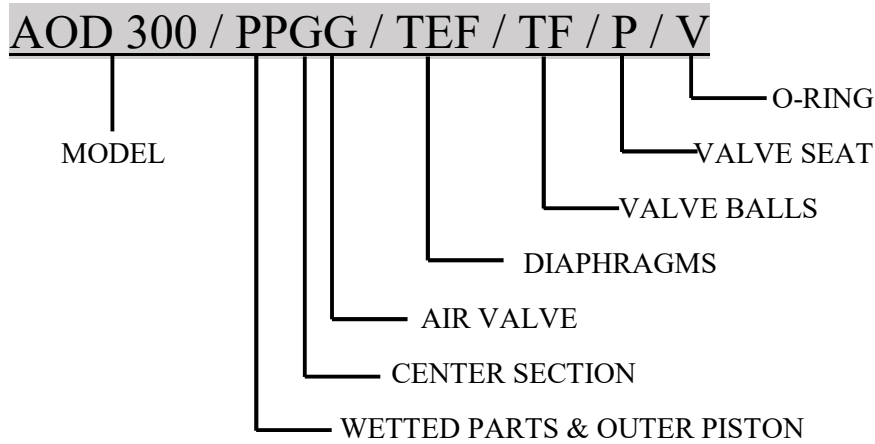 AOD 300 / PPGG / TEF / TF / P / V
O-RING
MODEL
VALVE SEAT
VALVE BALLS
DIAPHRAGMS
AIR VALVE
CENTER SECTION
WETTED PARTS & OUTER PISTON